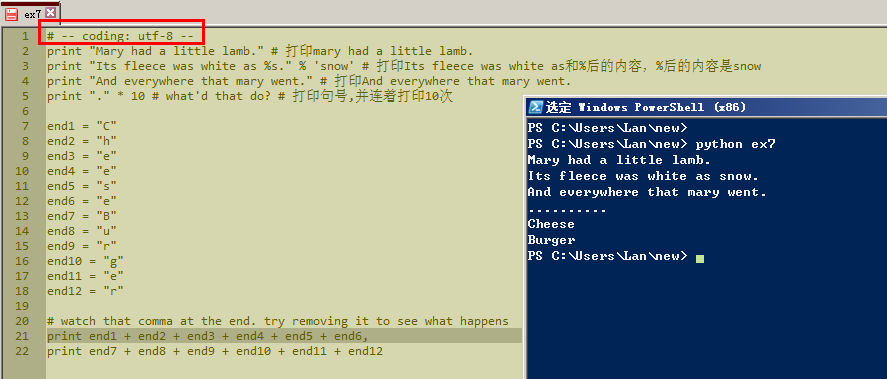 ex7
1 # -- coding: utf-8 --
2 print "Mary had a little lamb." # 打印mary had a little lamb.
3 print "Its fleece was white as %s." % 'snow' # 打印Its fleece was white as和%后的内容，%后的内容是snow
4 print "And everywhere that mary went." # 打印And everywhere that mary went.
5 print "." * 10 # what'd that do? # 打印句号,并连着打印10次
6
7 end1 = "C"
8 end2 = "h"
9 end3 = "e"
10 end4 = "e"
11 end5 = "s"
12 end6 = "e"
13 end7 = "B"
14 end8 = "u"
15 end9 = "r"
16 end10 = "g"
17 end11 = "e"
18 end12 = "r"
19
20 # watch that comma at the end. try removing it to see what happens
21 print end1 + end2 + end3 + end4 + end5 + end6,
22 print end7 + end8 + end9 + end10 + end11 + end12
选定 Windows PowerShell (x86)
PS C:\Users\Lan\new>
PS C:\Users\Lan\new> python ex7
Mary had a little lamb.
Its fleece was white as snow.
And everywhere that mary went.
..........
Cheese
Burger
PS C:\Users\Lan\new>